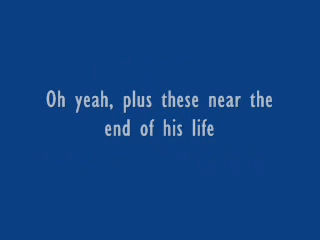 Oh yeah, plus these near the
end of his life